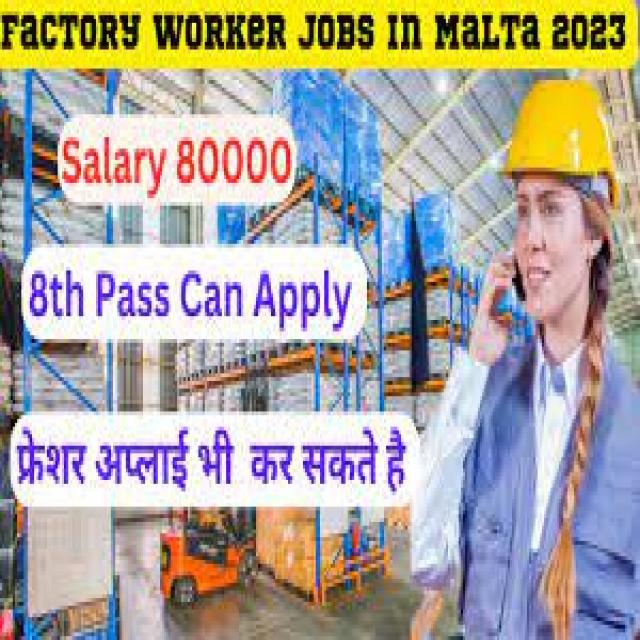 FACTORY WORKER JOBS IN MALTA 2023
Salary 80000
8th Pass Can Apply
फ्रेशर अप्लाई भी कर सकते है